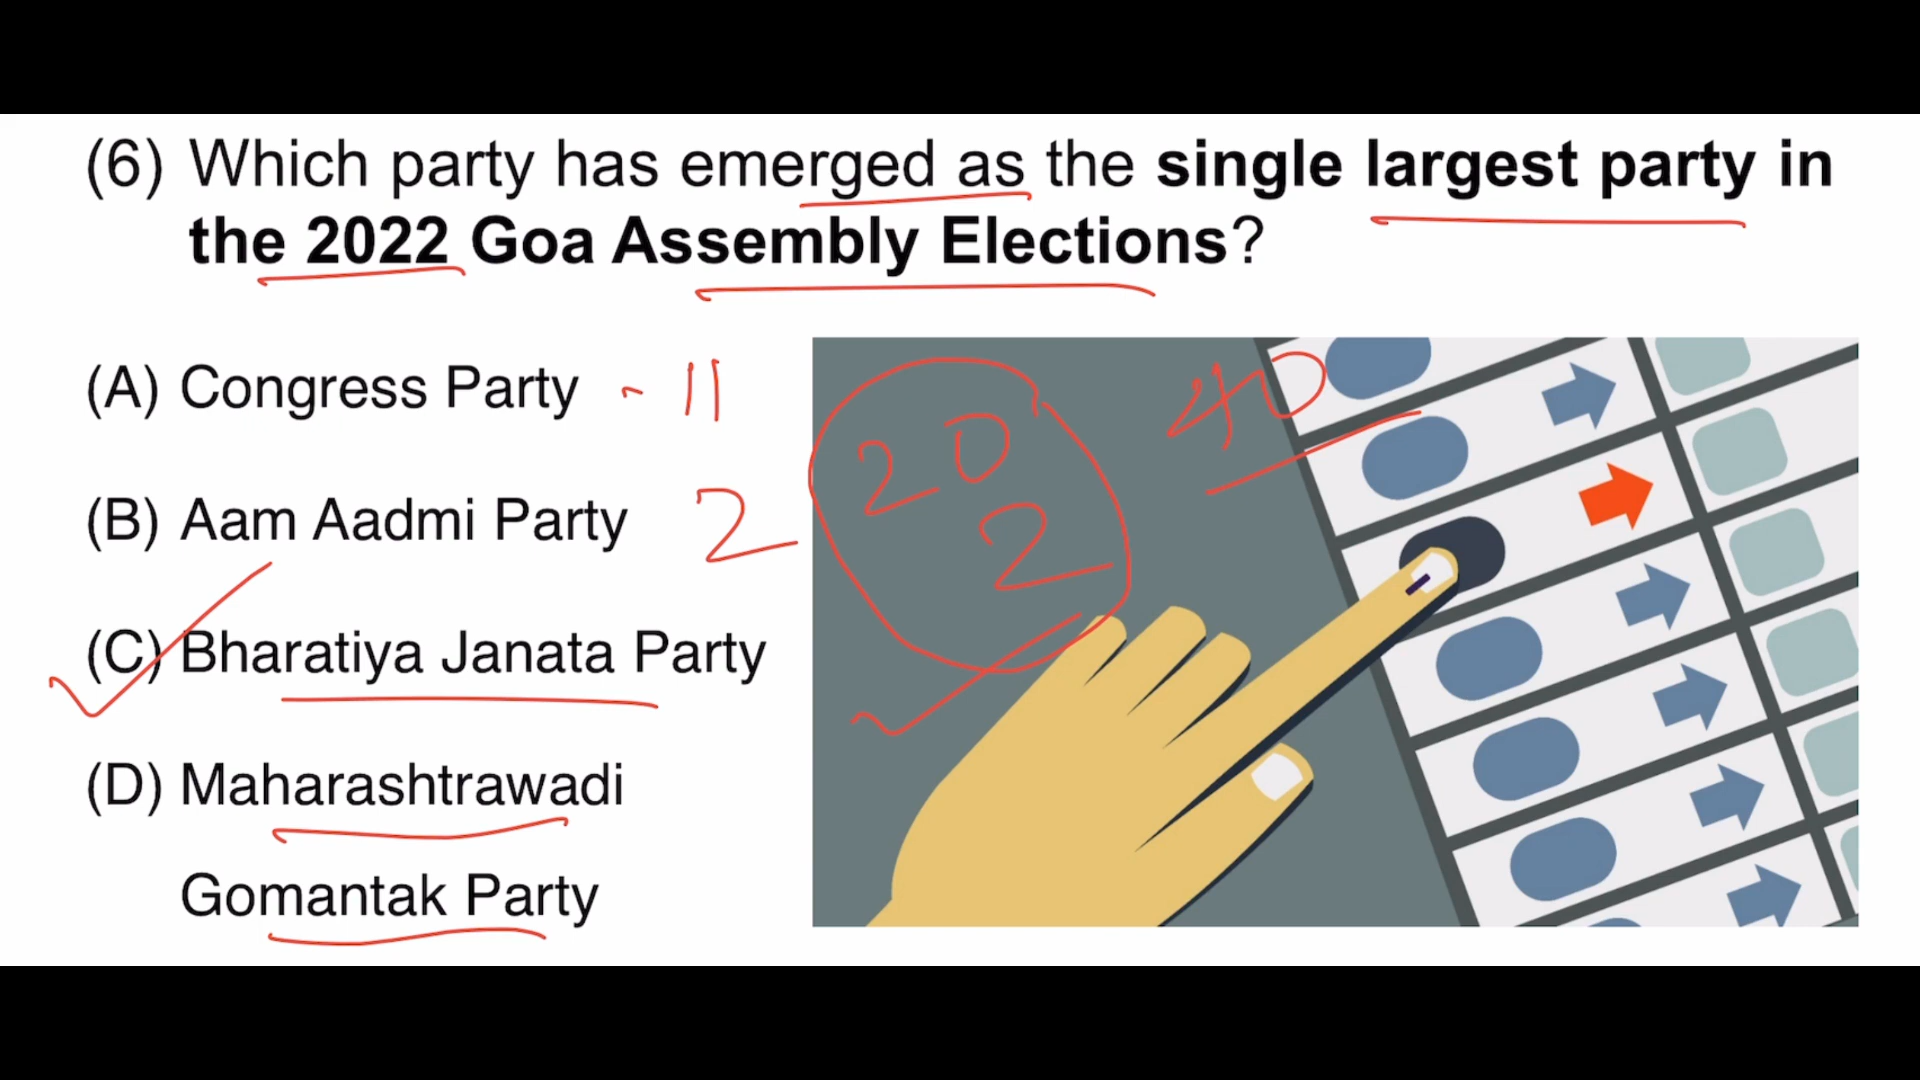 (6) Which party has emerged as the single largest party in
the 2022 Goa Assembly Elections?
(A) Congress Party - 11
(B) Aam Aadmi Party 2
(C) Bharatiya Janata Party
(D) Maharashtrawadi
Gomantak Party
20
2
40